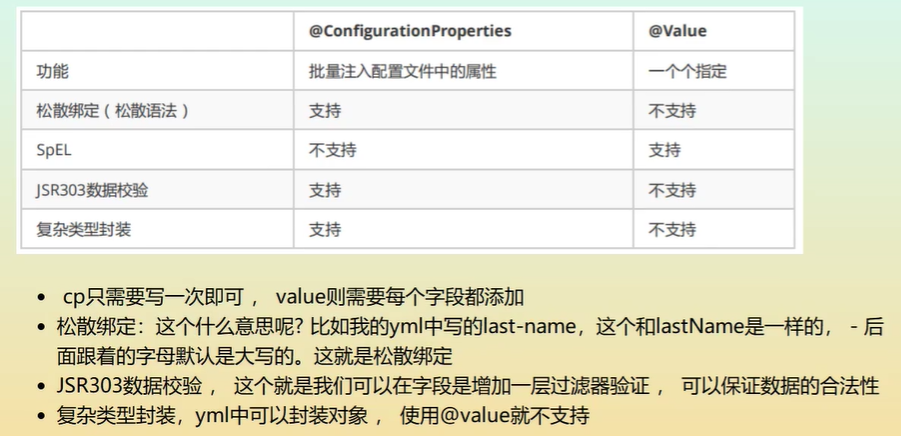 @ConfigurationProperties @Value
功能 批量注入配置文件中的属性 一个个指定
松散绑定（松散语法） 支持 不支持
SpEL 不支持 支持
JSR303数据校验 支持 不支持
复杂类型封装 支持 不支持
• cp只需要写一次即可 ， value则需要每个字段都添加
• 松散绑定：这个什么意思呢? 比如我的yml中写的last-name，这个和lastName是一样的， - 后
面跟着的字母默认是大写的。这就是松散绑定
• JSR303数据校验 ， 这个就是我们可以在字段是增加一层过滤器验证 ， 可以保证数据的合法性
• 复杂类型封装，yml中可以封装对象 ， 使用@value就不支持